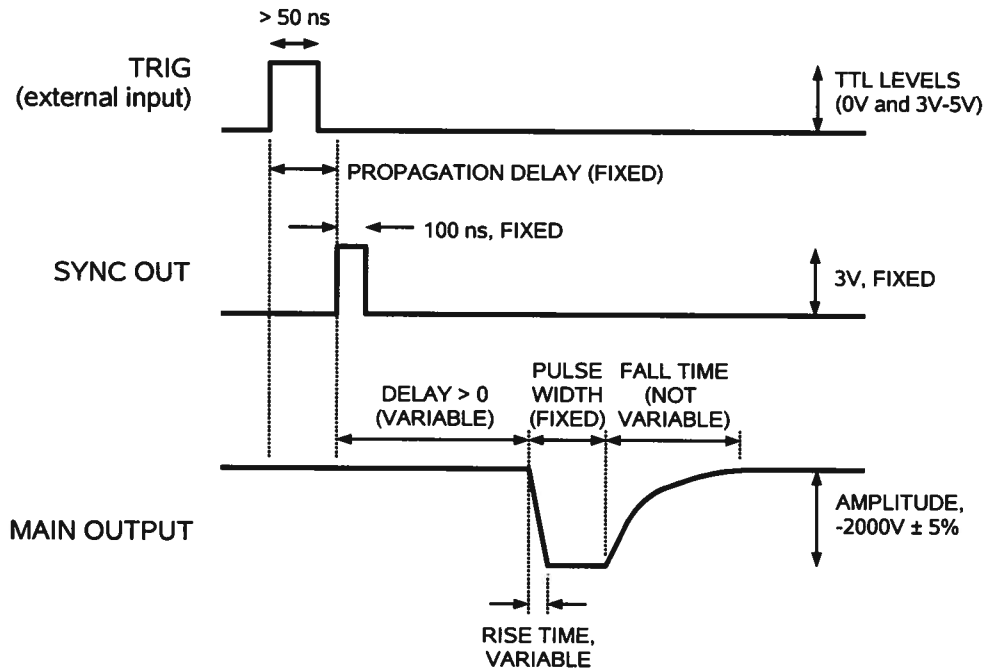 > 50 ns
TRIG
(external input)
TTL LEVELS
(0V and 3V-5V)
PROPAGATION DELAY (FIXED)
100 ns, FIXED
SYNC OUT
3V, FIXED
DELAY > 0
(VARIABLE)
PULSE
WIDTH
(FIXED)
FALL TIME
(NOT
VARIABLE)
MAIN OUTPUT
AMPLITUDE,
-2000V ± 5%
RISE TIME,
VARIABLE